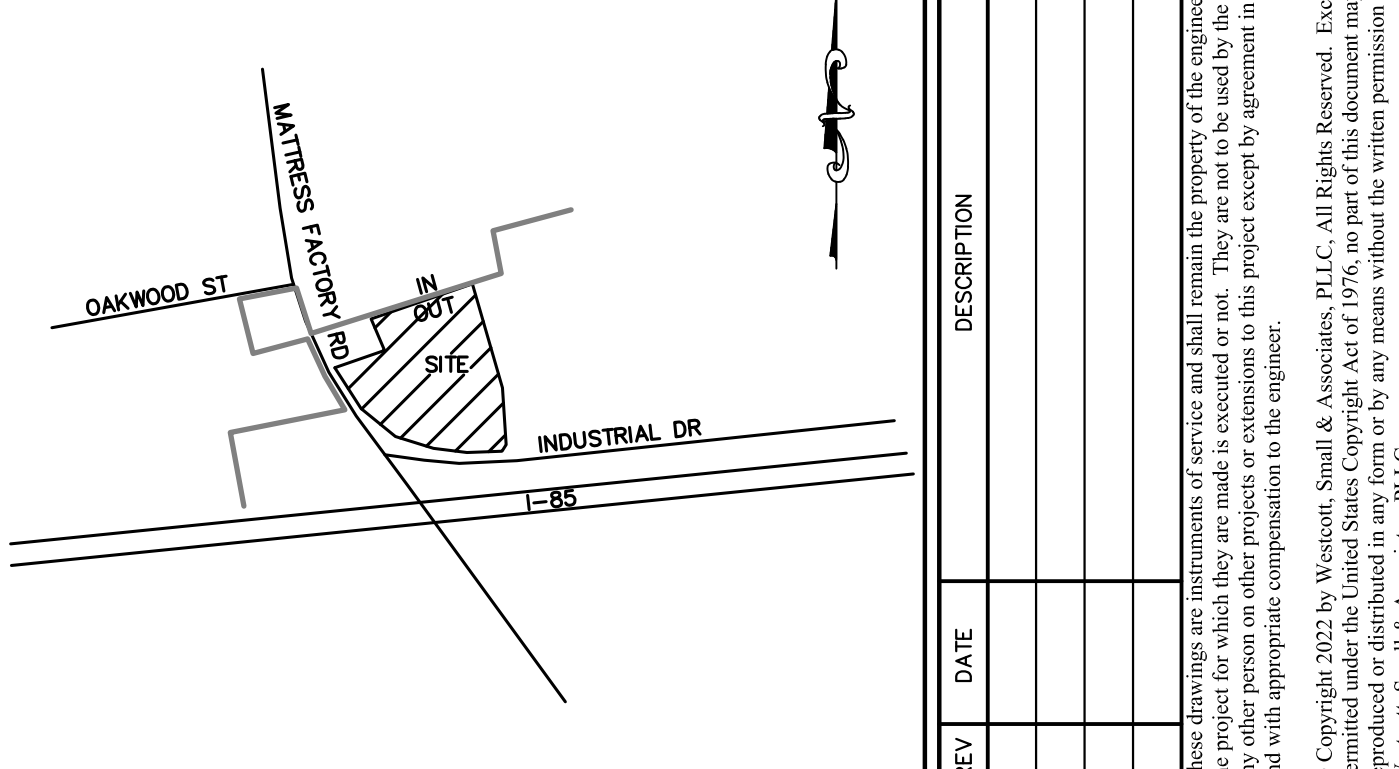 MATTRESS FACTORY RD
OAKWOOD ST
IN
OUT
SITE
INDUSTRIAL DR
I-85
DESCRIPTION
DATE
REV
hese drawings are instruments of service and shall remain the property of the enginee
e project for which they are made is executed or not. They are not to be used by the
ny other person on other projects or extensions to this project except by agreement in
nd with appropriate compensation to the engineer.
Copyright 2022 by Westcott, Small & Associates, PLLC, All Rights Reserved. Exc
ermitted under the United States Copyright Act of 1976, no part of this document may
eproduced or distributed in any form or by any means without the written permission